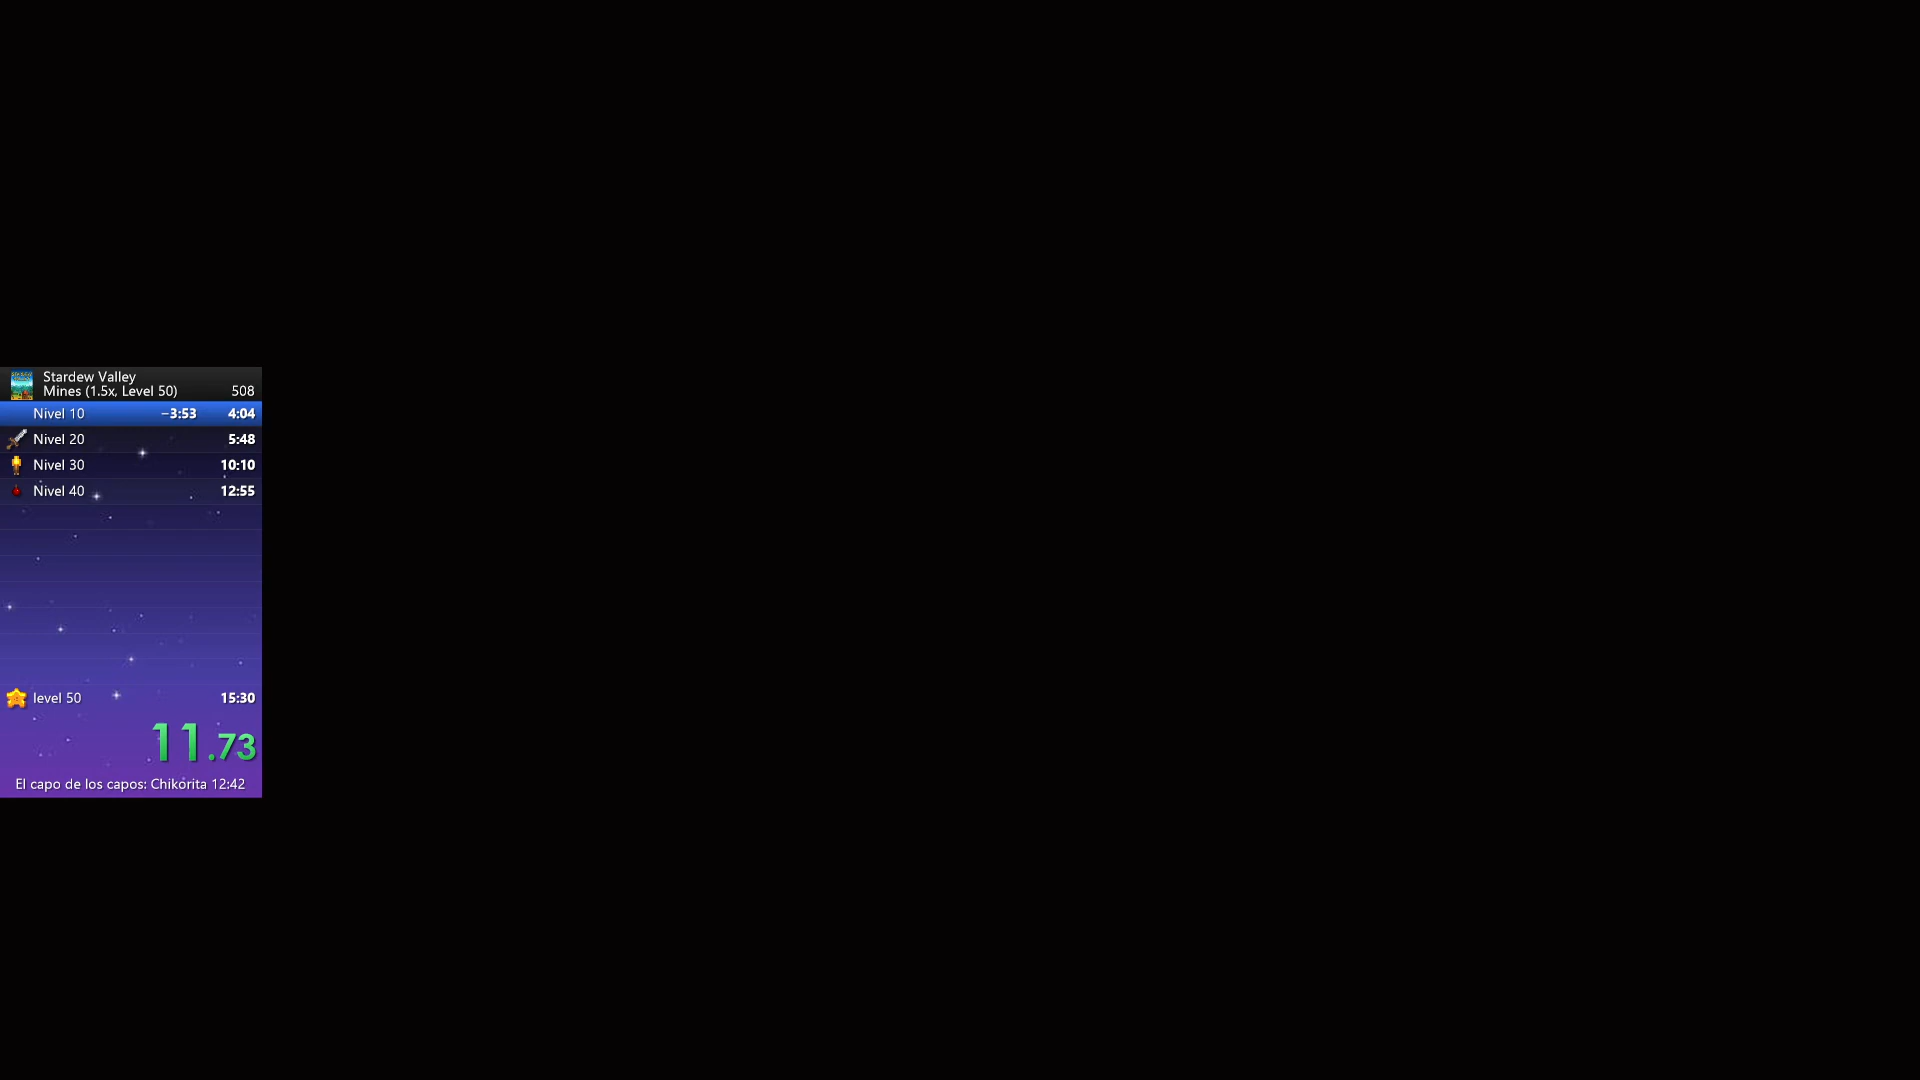 Stardew Valley
Mines (1.5x, Level 50) 508
Nivel 10 −3:53 4:04
Nivel 20 5:48
Nivel 30 10:10
Nivel 40 12:55
level 50 15:30
11.73
El capo de los capos: Chikorita 12:42